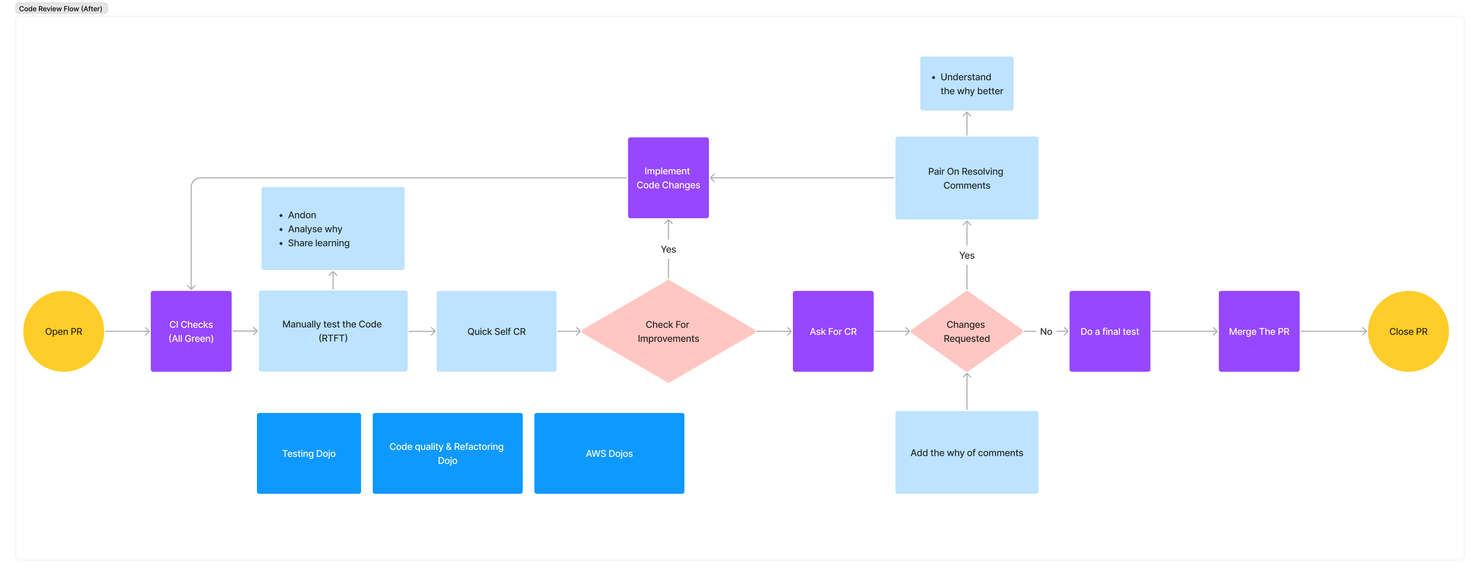 Code Review Flow (After)
• Understand
the why better
Implement
Code Changes
Pair On Resolving
Comments
• Andon
• Analyse why
• Share learning
Yes
Yes
Open PR
CI Checks
(All Green)
Manually test the Code
(RTFT)
Quick Self CR
Check For
Improvements
Ask For CR
Changes
Requested
No
Do a final test
Merge The PR
Close PR
Testing Dojo
Code quality & Refactoring
Dojo
AWS Dojos
Add the why of comments